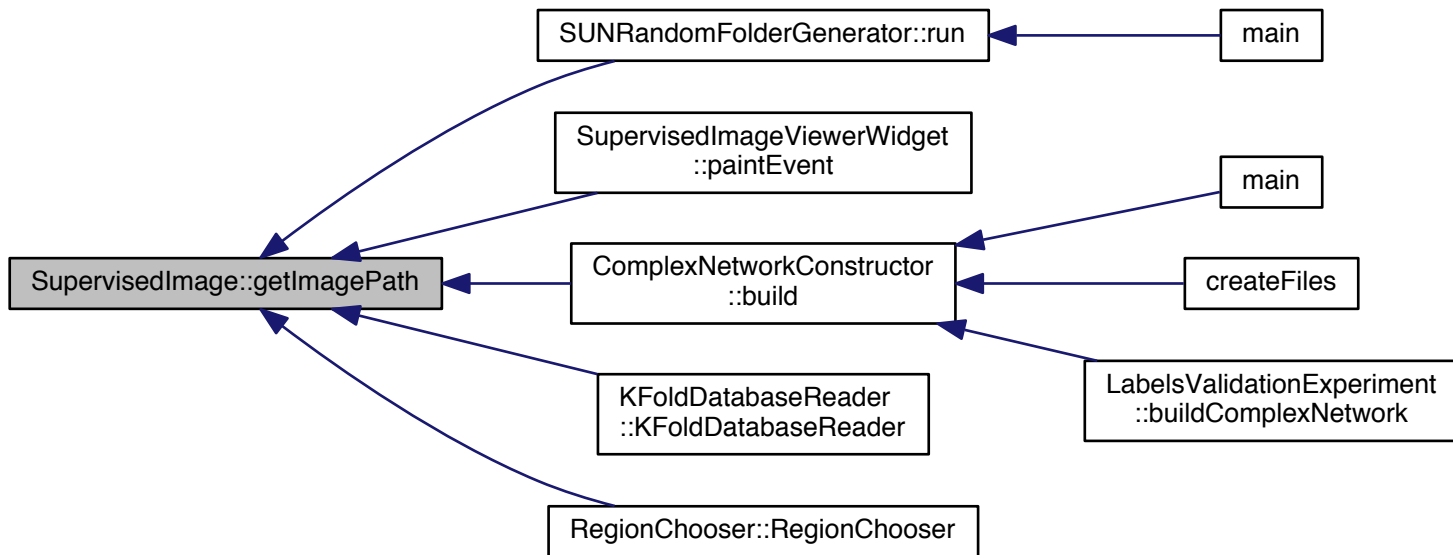 SUNRandomFolderGenerator::run
main
SupervisedImageViewerWidget
::paintEvent
main
SupervisedImage::getImagePath
ComplexNetworkConstructor
::build
createFiles
KFoldDatabaseReader
::KFoldDatabaseReader
LabelsValidationExperiment
::buildComplexNetwork
RegionChooser::RegionChooser